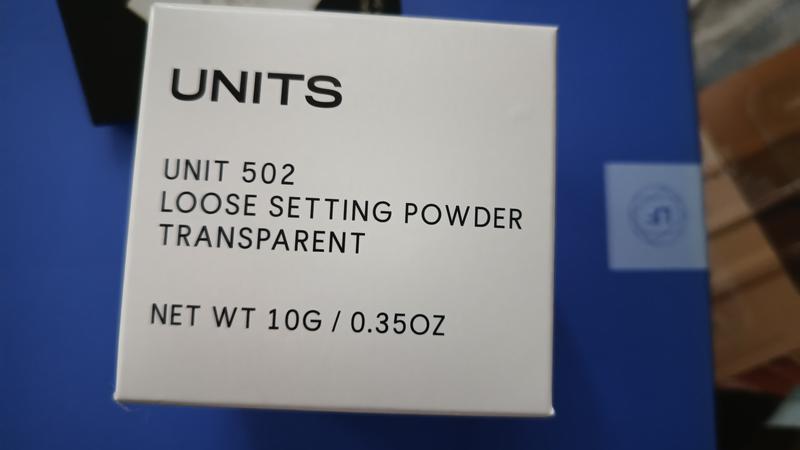 UNITS
UNIT 502
LOOSE SETTING POWDER
TRANSPARENT
NET WT 10G / 0.35OZ